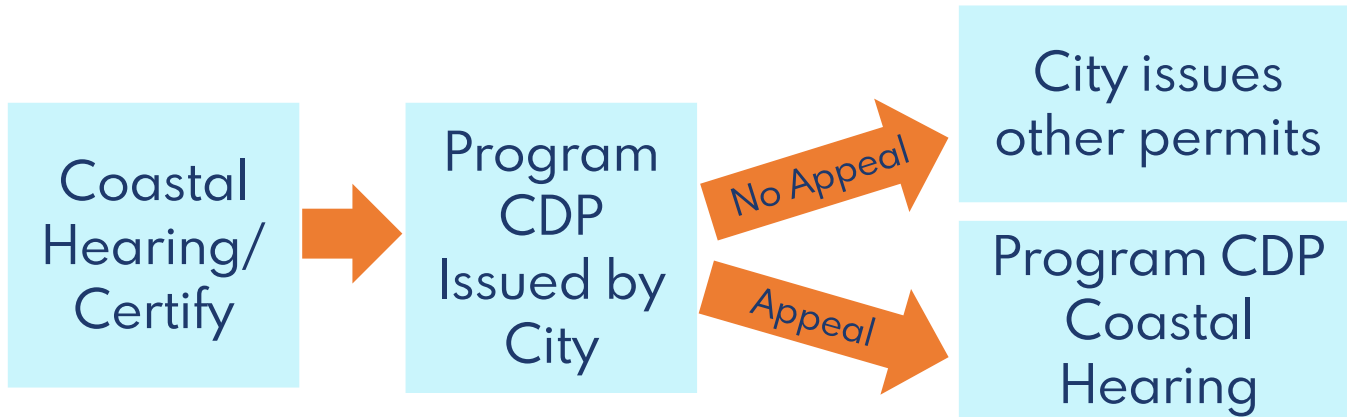 Coastal
Hearing/
Certify
Program
CDP
Issued by
City
No Appeal
Appeal
City issues
other permits
Program CDP
Coastal
Hearing